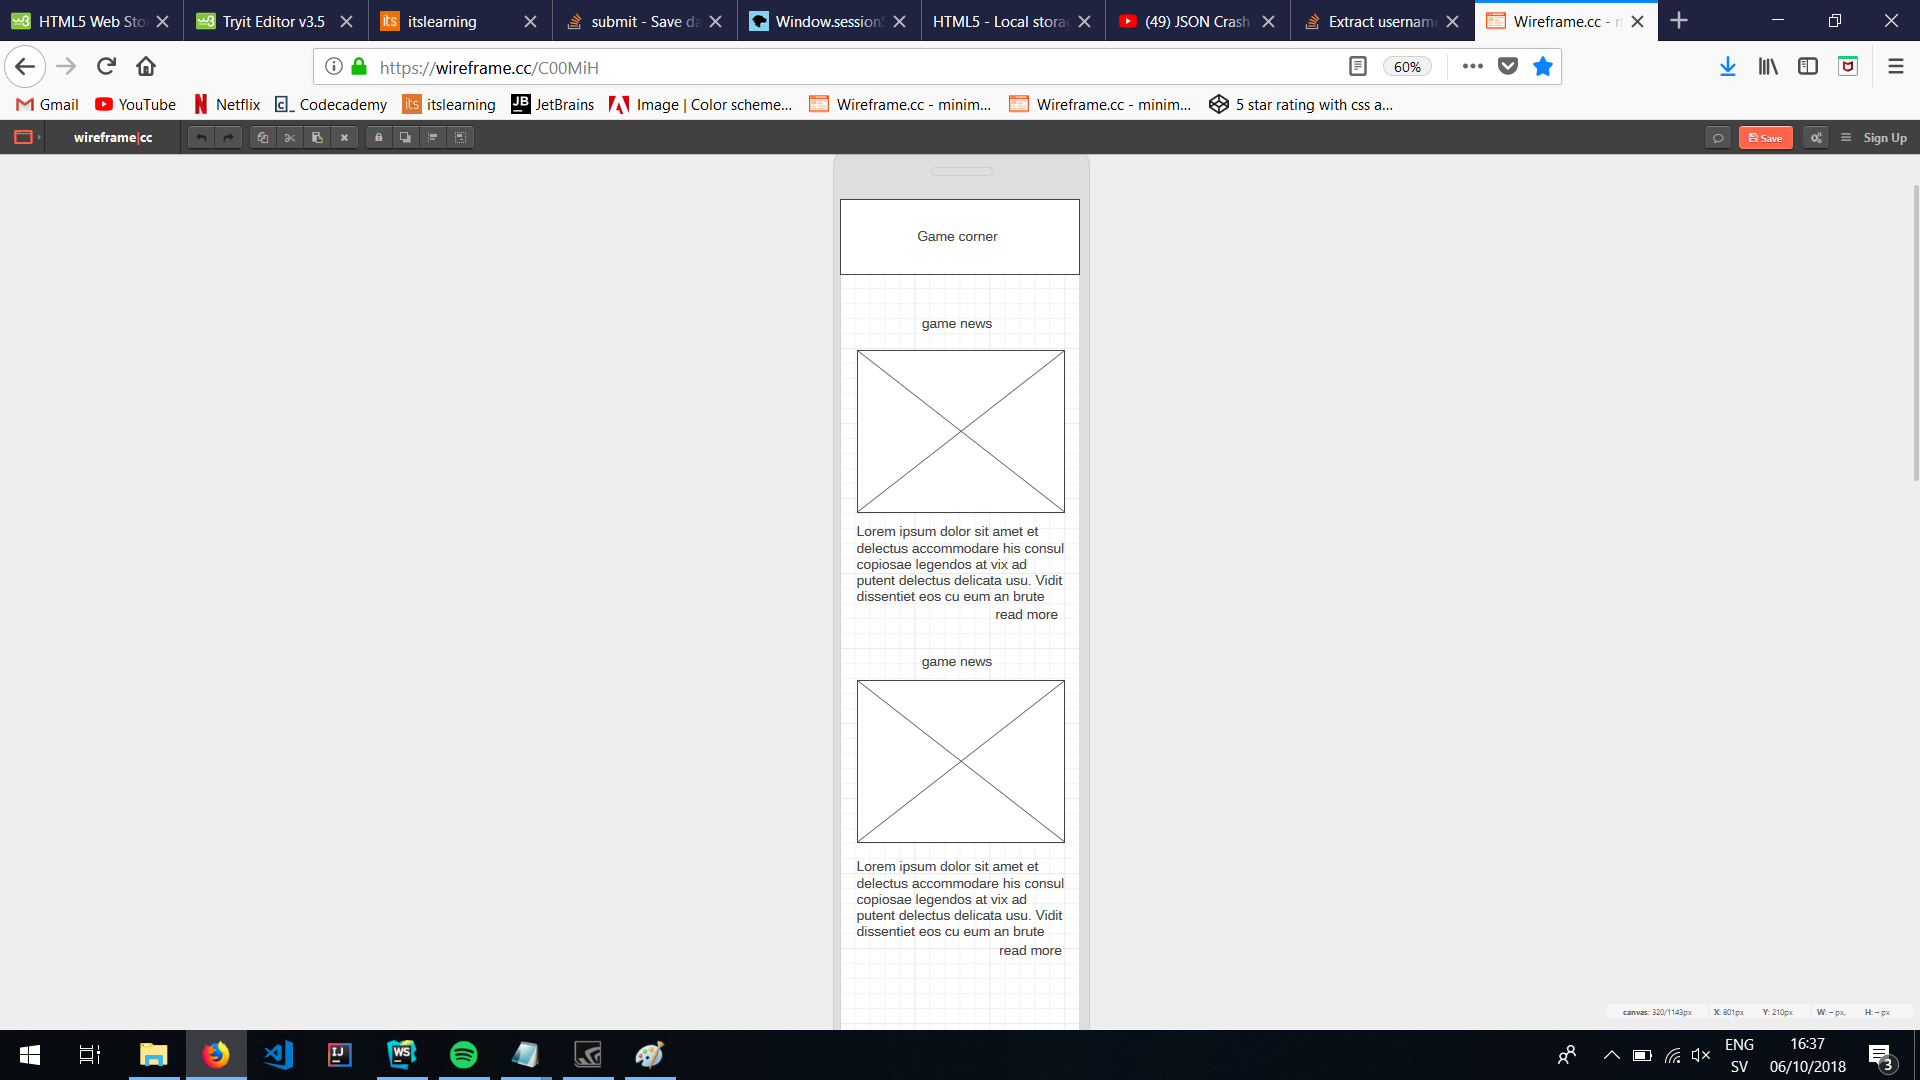 HTML5 Web Sto
Tryit Editor v3.5
itslearning
submit - Save da
Window.sessionS
HTML5 - Local storag
(49) JSON Crash
Extract username
Wireframe.cc - m
https://wireframe.cc/C00MiH
60%
Gmail
YouTube
Netflix
Codecademy
itslearning
JetBrains
Image | Color scheme...
Wireframe.cc - minim...
Wireframe.cc - minim...
5 star rating with css a...
wireframe|cc
Save
Sign Up
Game corner
game news
Lorem ipsum dolor sit amet et
delectus accommodare his consul
copiosae legendos at vix ad
putent delectus delicata usu. Vidit
dissentiet eos cu eum an brute
read more
game news
Lorem ipsum dolor sit amet et
delectus accommodare his consul
copiosae legendos at vix ad
putent delectus delicata usu. Vidit
dissentiet eos cu eum an brute
read more
canvas: 320/1143px X: 801px Y: 210px W: – px, H: – px
ENG
SV
16:37
06/10/2018
3